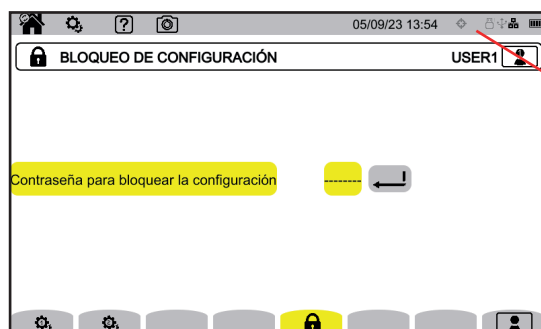 05/09/23 13:54
BLOQUEO DE CONFIGURACIÓN USER1
Contraseña para bloquear la configuración --------